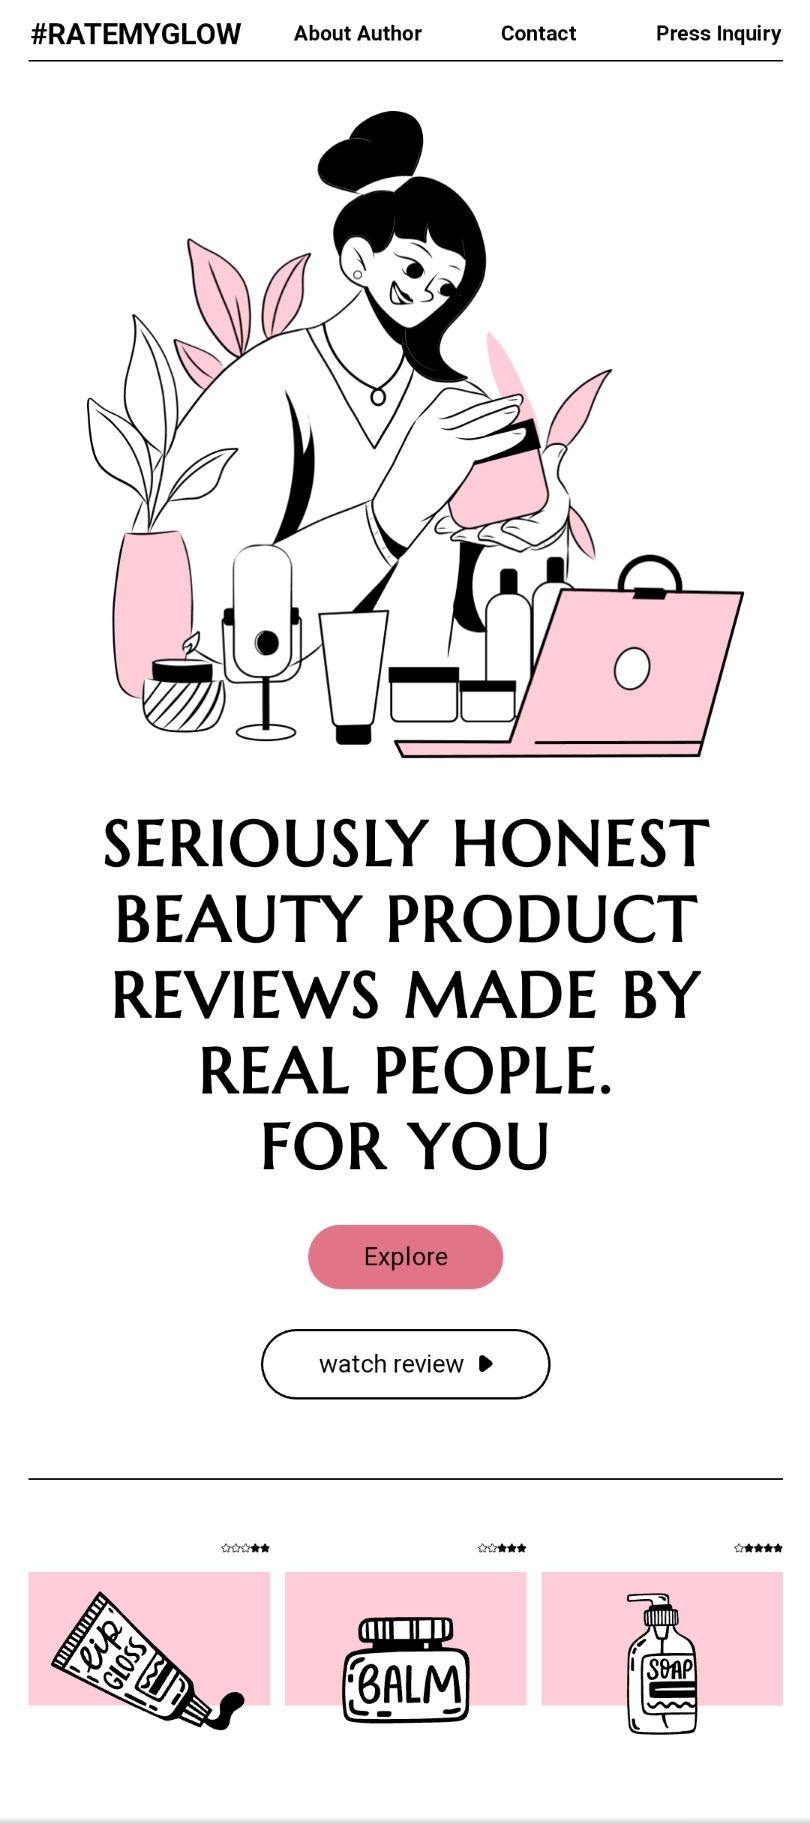 #RATEMYGLOW About Author Contact Press Inquiry
SERIOUSLY HONEST
BEAUTY PRODUCT
REVIEWS MADE BY
REAL PEOPLE.
FOR YOU
Explore
watch review
lip
GLOSS
BALM
SOAP